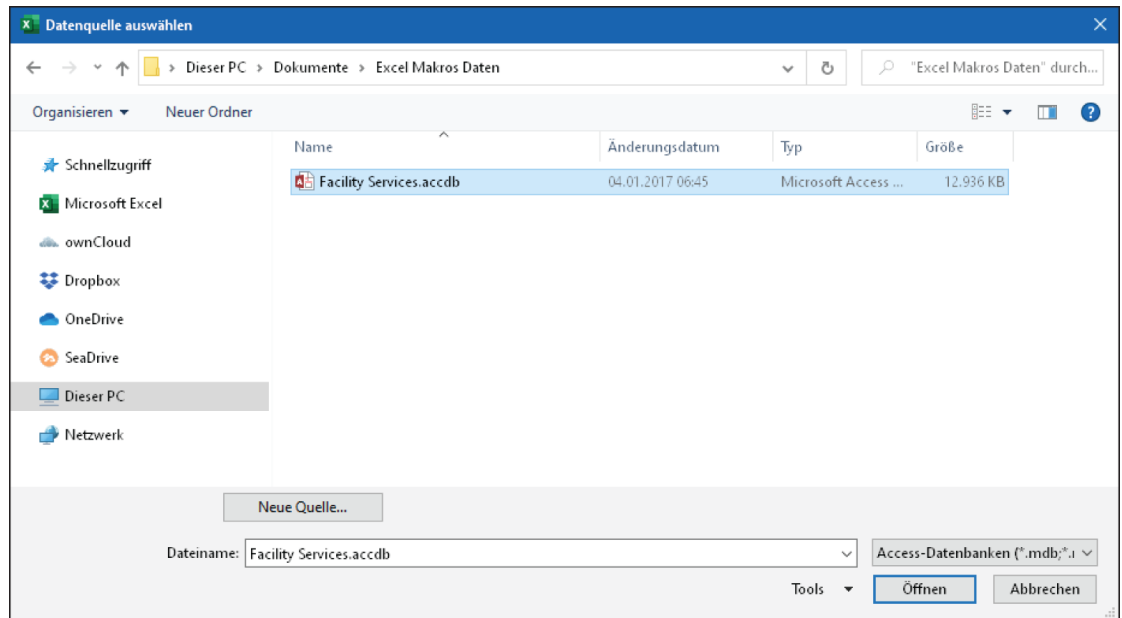 Datenquelle auswählen
Dieser PC > Dokumente > Excel Makros Daten
"Excel Makros Daten" durch...
Organisieren
Neuer Ordner
Name
Änderungsdatum
Typ
Größe
Facility Services.accdb
04.01.2017 06:45
Microsoft Access ...
12.936 KB
Schnellzugriff
Microsoft Excel
ownCloud
Dropbox
OneDrive
SeaDrive
Dieser PC
Netzwerk
Neue Quelle...
Dateiname: Facility Services.accdb
Access-Datenbanken (*.mdb;*.
Tools
Öffnen
Abbrechen